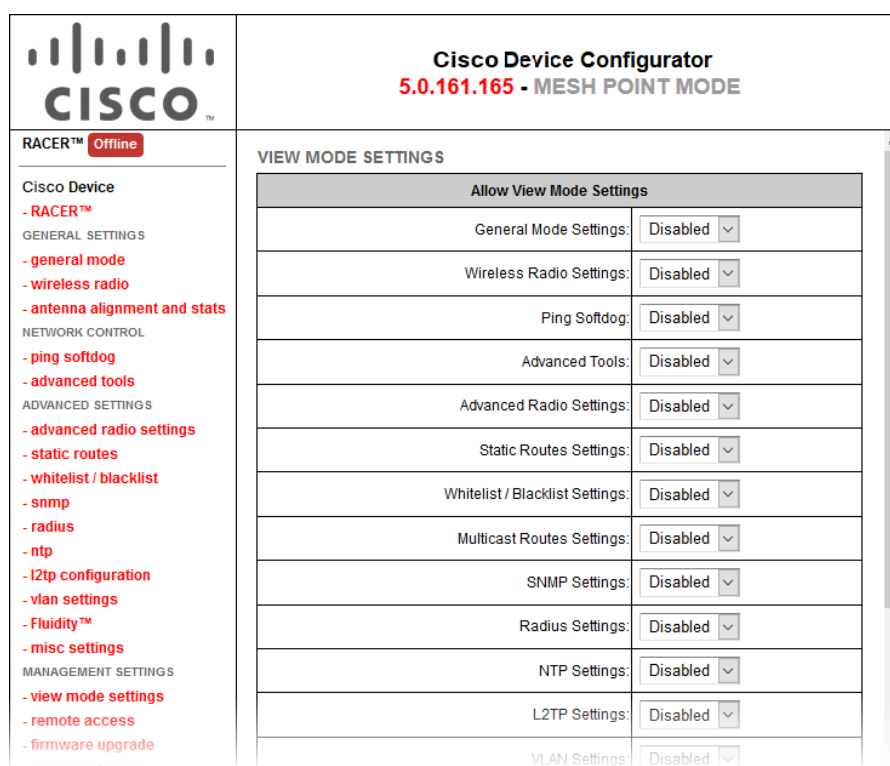 CISCO TM
Cisco Device Configurator
5.0.161.165 - MESH POINT MODE
RACER™ Offline
Cisco Device
- RACER™
GENERAL SETTINGS
- general mode
- wireless radio
- antenna alignment and stats
NETWORK CONTROL
- ping softdog
- advanced tools
ADVANCED SETTINGS
- advanced radio settings
- static routes
- whitelist / blacklist
- snmp
- radius
- ntp
- l2tp configuration
- vlan settings
- Fluidity™
- misc settings
MANAGEMENT SETTINGS
- view mode settings
- remote access
- firmware upgrade
VIEW MODE SETTINGS
Allow View Mode Settings
General Mode Settings: Disabled
Wireless Radio Settings: Disabled
Ping Softdog: Disabled
Advanced Tools: Disabled
Advanced Radio Settings: Disabled
Static Routes Settings: Disabled
Whitelist / Blacklist Settings: Disabled
Multicast Routes Settings: Disabled
SNMP Settings: Disabled
Radius Settings: Disabled
NTP Settings: Disabled
L2TP Settings: Disabled
VLAN Settings: Disabled